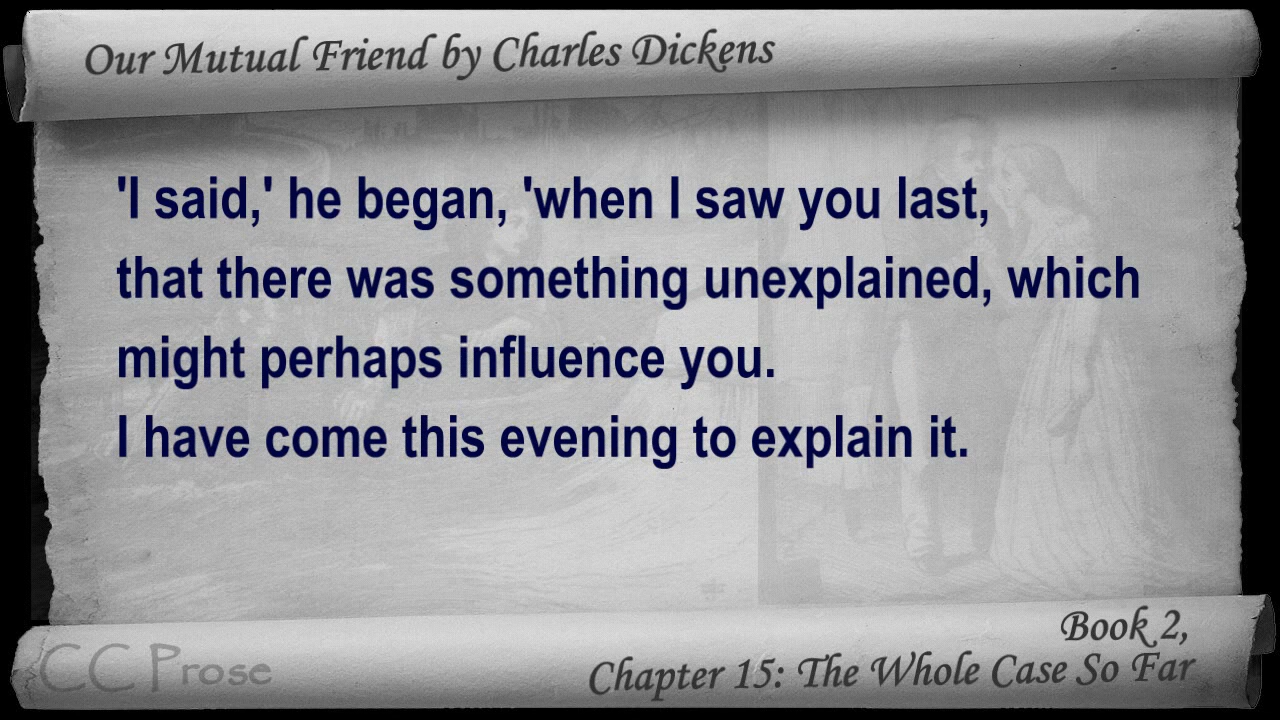 Our Mutual Friend by Charles Dickens
'I said,' he began, 'when I saw you last,
that there was something unexplained, which
might perhaps influence you.
I have come this evening to explain it.
Book 2,
CC Prose
Chapter 15: The Whole Case So Far